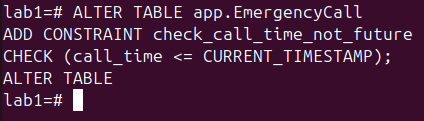 lab1=# ALTER TABLE app.EmergencyCall
ADD CONSTRAINT check_call_time_not_future
CHECK (call_time <= CURRENT_TIMESTAMP);
ALTER TABLE
lab1=#